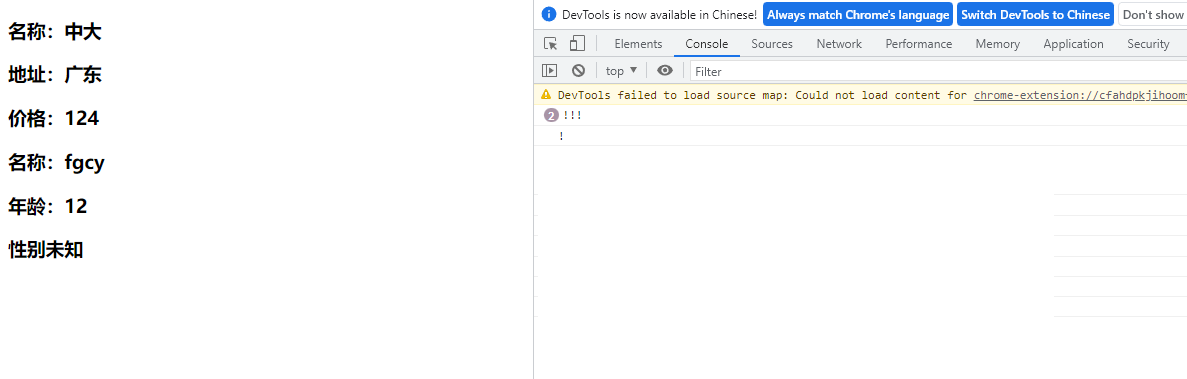 名称：中大
地址：广东
价格：124
名称：fgcy
年龄：12
性别未知
DevTools is now available in Chinese! Always match Chrome's language Switch DevTools to Chinese Don't show
Elements Console Sources Network Performance Memory Application Security
top ▼ Filter
DevTools failed to load source map: Could not load content for chrome-extension://cfahdpkjihoom
2 !!!
!